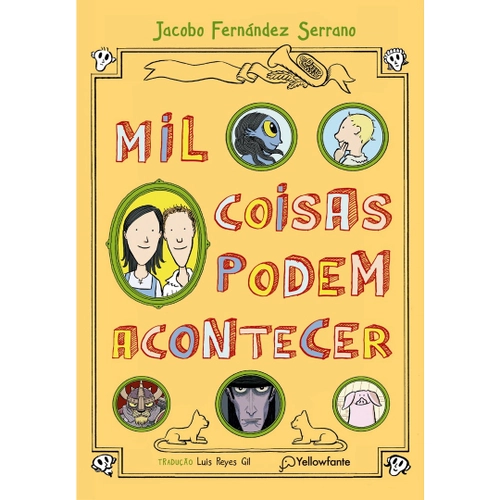 Jacobo Fernández Serrano
MIL
COISAS
PODEM
ACONTECER
TRADUÇÃO Luis Reyes Gil
Yellowfante